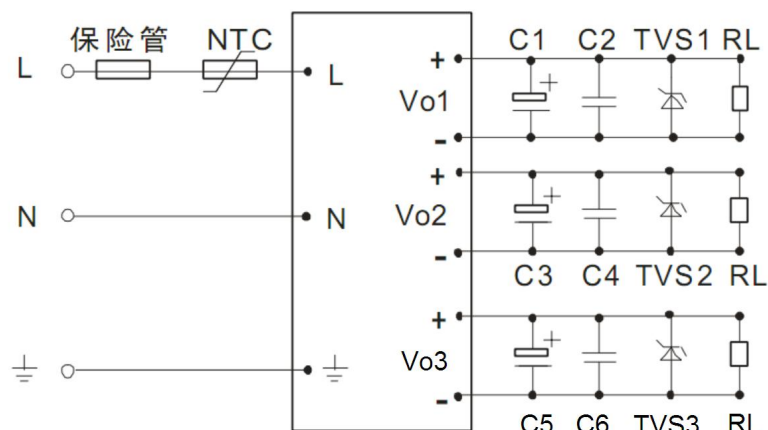 保险管 NTC C1 C2 TVS1 RL
L L + Vo1 -
N N + Vo2 -
C3 C4 TVS2 RL
+ Vo3 -
C5 C6 TVS3 RL